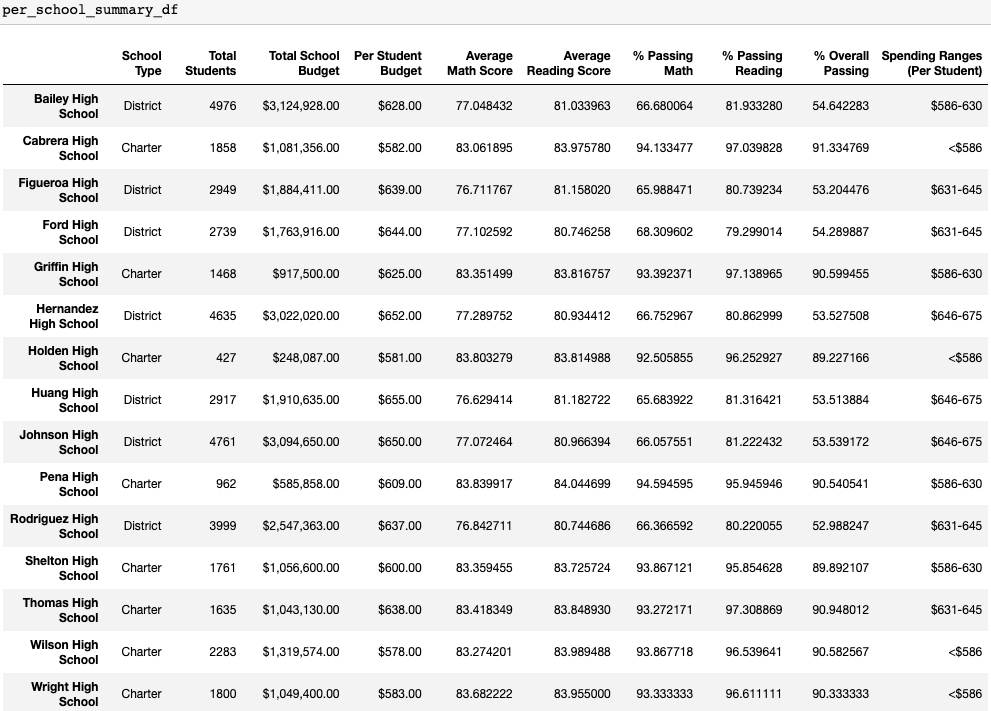 per_school_summary_df
School Total Total School Per Student Average Average % Passing % Passing % Overall Spending Ranges
Type Students Budget Budget Math Score Reading Score Math Reading Passing (Per Student)
Bailey High School District 4976 $3,124,928.00 $628.00 77.048432 81.033963 66.680064 81.933280 54.642283 $586-630
Cabrera High School Charter 1858 $1,081,356.00 $582.00 83.061895 83.975780 94.133477 97.039828 91.334769 <$586
Figueroa High School District 2949 $1,884,411.00 $639.00 76.711767 81.158020 65.988471 80.739234 53.204476 $631-645
Ford High School District 2739 $1,763,916.00 $644.00 77.102592 80.746258 68.309602 79.299014 54.289887 $631-645
Griffin High School Charter 1468 $917,500.00 $625.00 83.351499 83.816757 93.392371 97.138965 90.599455 $586-630
Hernandez High School District 4635 $3,022,020.00 $652.00 77.289752 80.934412 66.752967 80.862999 53.527508 $646-675
Holden High School Charter 427 $248,087.00 $581.00 83.803279 83.814988 92.505855 96.252927 89.227166 <$586
Huang High School District 2917 $1,910,635.00 $655.00 76.629414 81.182722 65.683922 81.316421 53.513884 $646-675
Johnson High School District 4761 $3,094,650.00 $650.00 77.072464 80.966394 66.057551 81.222432 53.539172 $646-675
Pena High School Charter 962 $585,858.00 $609.00 83.839917 84.044699 94.594595 95.945946 90.540541 $586-630
Rodriguez High School District 3999 $2,547,363.00 $637.00 76.842711 80.744686 66.366592 80.220055 52.988247 $631-645
Shelton High School Charter 1761 $1,056,600.00 $600.00 83.359455 83.725724 93.867121 95.854628 89.892107 $586-630
Thomas High School Charter 1635 $1,043,130.00 $638.00 83.418349 83.848930 93.272171 97.308869 90.948012 $631-645
Wilson High School Charter 2283 $1,319,574.00 $578.00 83.274201 83.989488 93.867718 96.539641 90.582567 <$586
Wright High School Charter 1800 $1,049,400.00 $583.00 83.682222 83.955000 93.333333 96.611111 90.333333 <$586